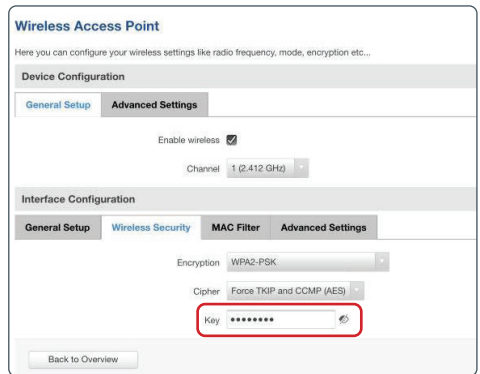 Wireless Access Point
Here you can configure your wireless settings like radio frequency, mode, encryption etc...
Device Configuration
General Setup Advanced Settings
Enable wireless
Channel 1 (2.412 GHz)
Interface Configuration
General Setup Wireless Security MAC Filter Advanced Settings
Encryption WPA2-PSK
Cipher Force TKIP and CCMP (AES)
Key ••••••••
Back to Overview